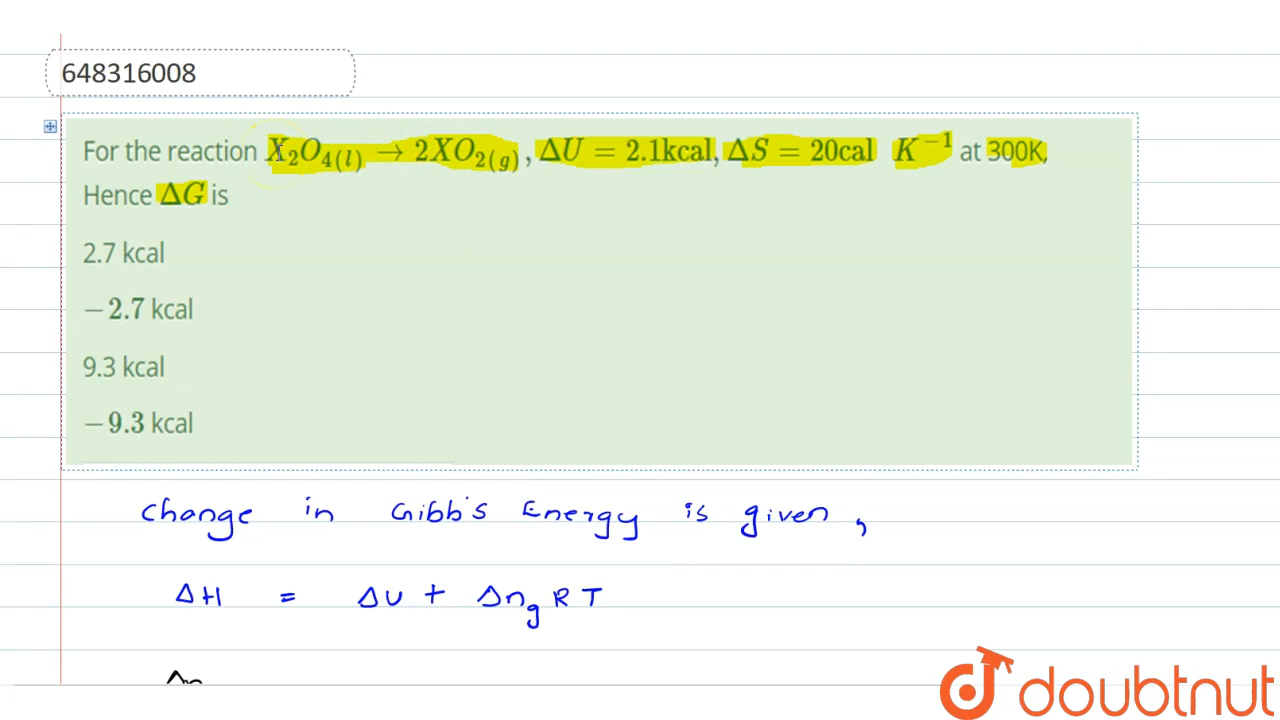 648316008
For the reaction X₂O₄₍ₗ₎ → 2XO₂₍g₎, ΔU = 2.1kcal, ΔS = 20cal K⁻¹ at 300K,
Hence ΔG is
2.7 kcal
−2.7 kcal
9.3 kcal
−9.3 kcal
Change in Gibb's Energy is given,
ΔH = ΔU + Δn_g R T
doubtnut